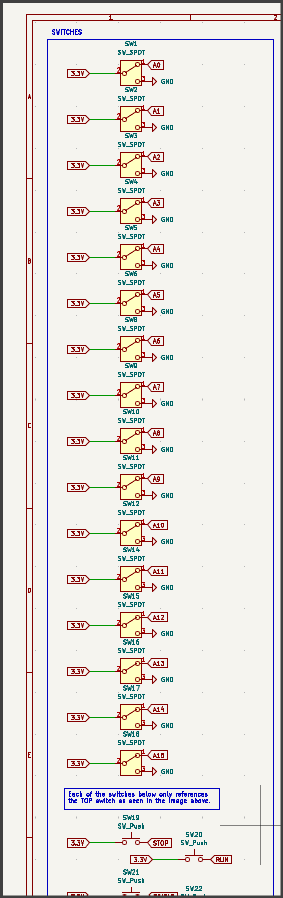 1 2
SWITCHES
SW1
SW_SPDT
1 A0
3.3V 2
3 GND
SW2
A
SW_SPDT
1 A1
3.3V 2
3 GND
SW3
SW_SPDT
1 A2
3.3V 2
3 GND
SW4
SW_SPDT
1 A3
3.3V 2
3 GND
SW5
SW_SPDT
1 A4
3.3V 2
B
3 GND
SW6
SW_SPDT
1 A5
3.3V 2
3 GND
SW8
SW_SPDT
1 A6
3.3V 2
3 GND
SW9
SW_SPDT
1 A7
3.3V 2
3 GND
SW10
SW_SPDT
C
1 A8
3.3V 2
3 GND
SW11
SW_SPDT
1 A9
3.3V 2
3 GND
SW12
SW_SPDT
1 A10
3.3V 2
3 GND
SW14
SW_SPDT
1 A11
3.3V 2
3 GND
D
SW15
SW_SPDT
1 A12
3.3V 2
3 GND
SW16
SW_SPDT
1 A13
3.3V 2
3 GND
SW17
SW_SPDT
1 A14
3.3V 2
3 GND
SW18
SW_SPDT
E
1 A15
3.3V 2
3 GND
Each of the switches below only references
the TOP switch as seen in the image above.
SW19
SW_Push
3.3V STOP
SW20
SW_Push
3.3V RUN
SW21
SW_Push
SW22